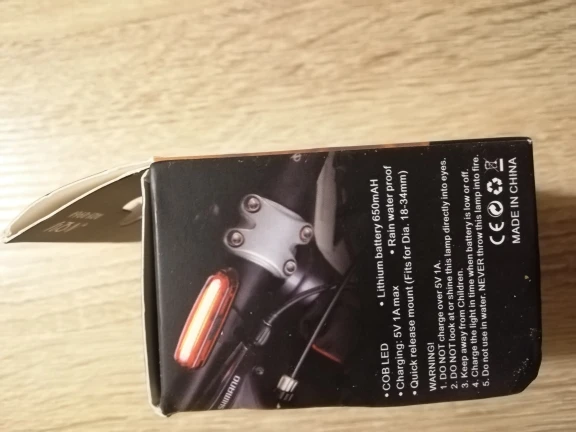 • COB LED • Lithium battery 650mAH
• Charging: 5V 1A max • Rain water proof
• Quick release mount (Fits for Dia. 18-34mm)
WARNING!
1. DO NOT charge over 5V 1A.
2. DO NOT look at or shine this lamp directly into eyes.
3. Keep away from Children.
4. Charge the light in time when battery is low or off.
5. Do not use in water. NEVER throw this lamp into fire.
CE
MADE IN CHINA
SHIMANO